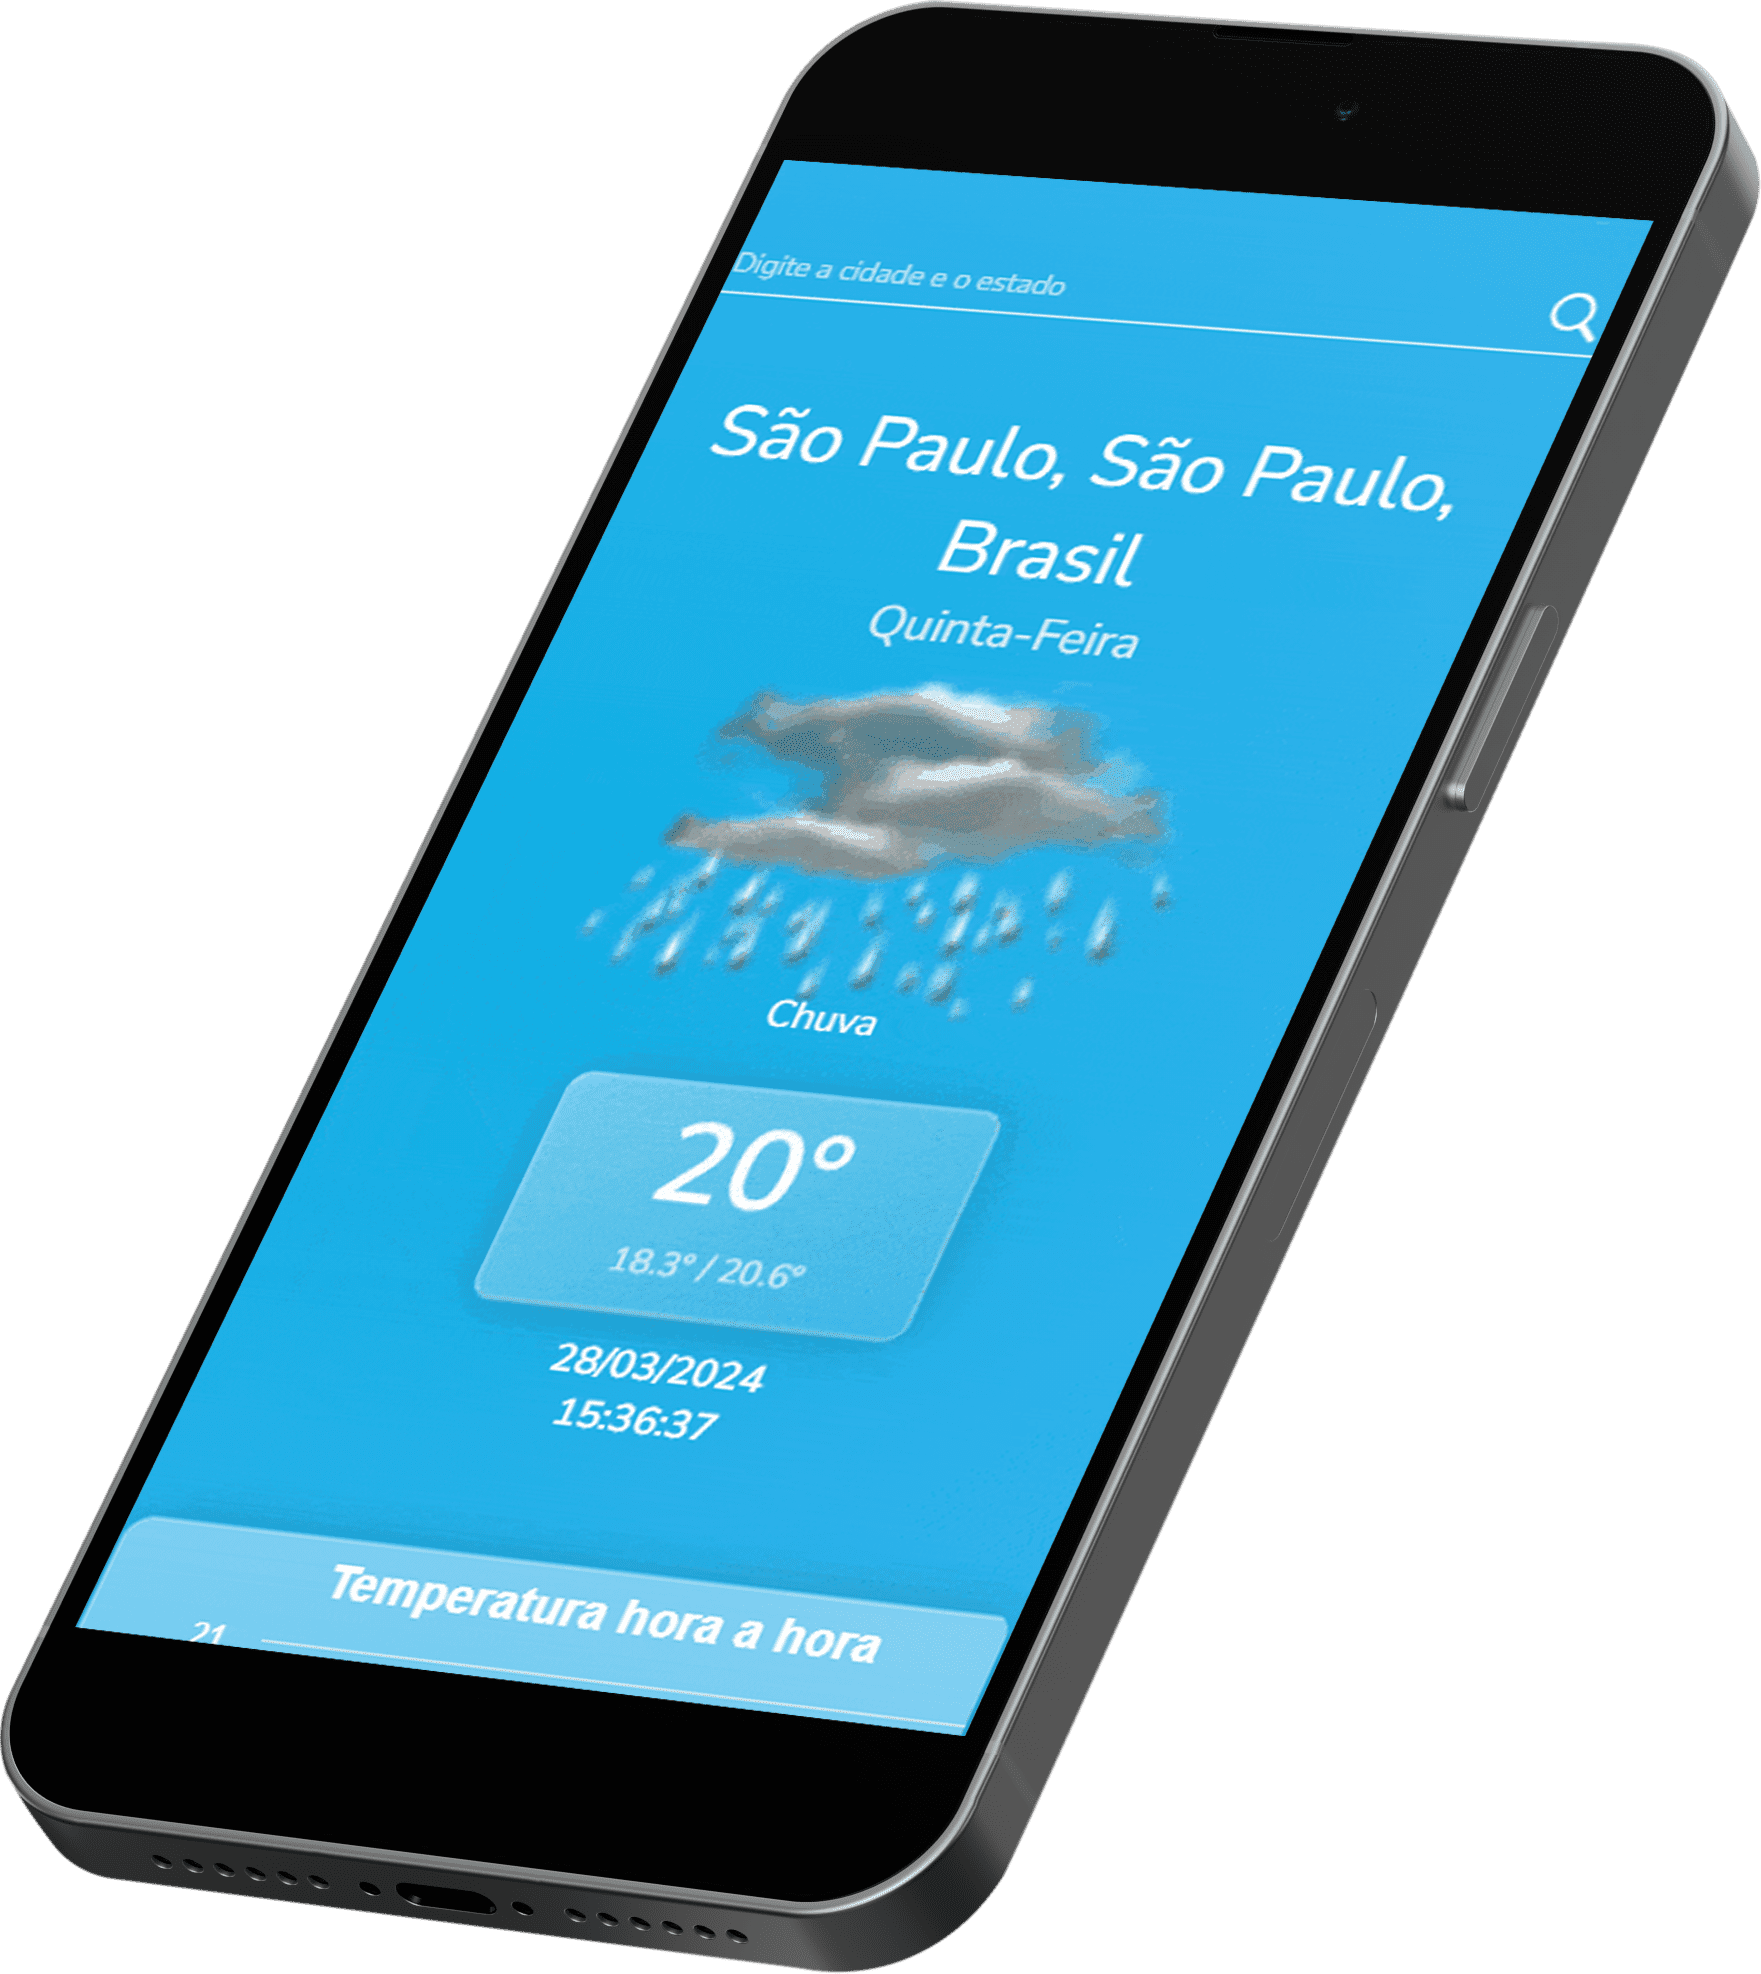 Digite a cidade e o estado
São Paulo, São Paulo,
Brasil
Quinta-Feira
Chuva
20°
18.3° / 20.6°
28/03/2024
15:36:37
Temperatura hora a hora
21